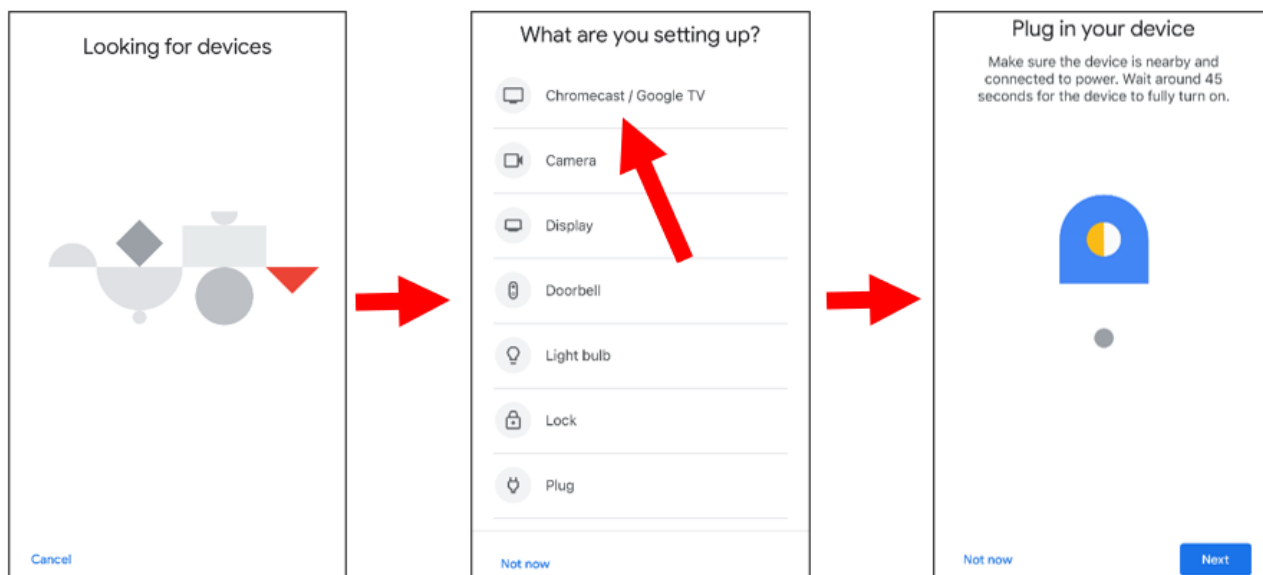 Looking for devices
Cancel
What are you setting up?
Chromecast / Google TV
Camera
Display
Doorbell
Light bulb
Lock
Plug
Not now
Plug in your device
Make sure the device is nearby and
connected to power. Wait around 45
seconds for the device to fully turn on.
Not now
Next